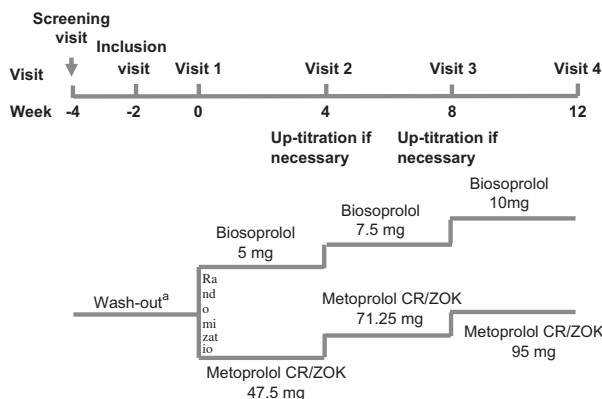 Screening
visit
Inclusion
visit
Visit
Visit 1
Visit 2
Visit 3
Visit 4
Week
-4
-2
0
4
8
12
Up-titration if
necessary
Up-titration if
necessary
Biosoprolol
10mg
Biosoprolol
7.5 mg
Biosoprolol
5 mg
Wash-outᵃ
Ra
nd
o
mi
zat
io
Metoprolol CR/ZOK
71.25 mg
Metoprolol CR/ZOK
95 mg
Metoprolol CR/ZOK
47.5 mg